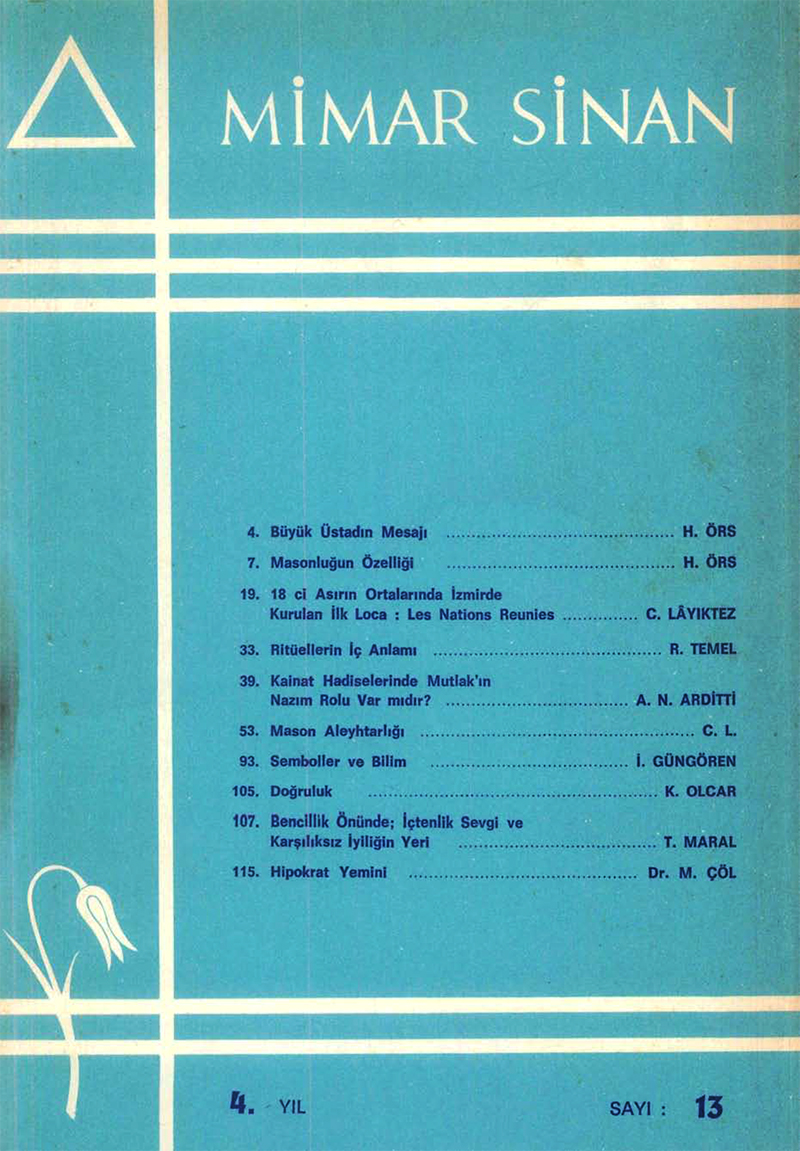 MİMAR SİNAN
4. Büyük Üstadın Mesajı ........................................... H. ÖRS
7. Masonluğun Özelliği ........................................... H. ÖRS
19. 18 ci Asırın Ortalarında İzmirde
Kurulan İlk Loca : Les Nations Reunies ............... C. LÂYIKTEZ
33. Ritüellerin İç Anlamı ........................................... R. TEMEL
39. Kainat Hadiselerinde Mutlak'ın
Nazım Rolu Var mıdır? ................................... A. N. ARDİTTİ
53. Mason Aleyhtarlığı .................................................... C. L.
93. Semboller ve Bilim ...................................... İ. GÜNGÖREN
105. Doğruluk ....................................................... K. OLCAR
107. Bencillik Önünde; İçtenlik Sevgi ve
Karşılıksız İyiliğin Yeri ...................................... T. MARAL
115. Hipokrat Yemini ........................................... Dr. M. ÇÖL
4. YIL
SAYI : 13